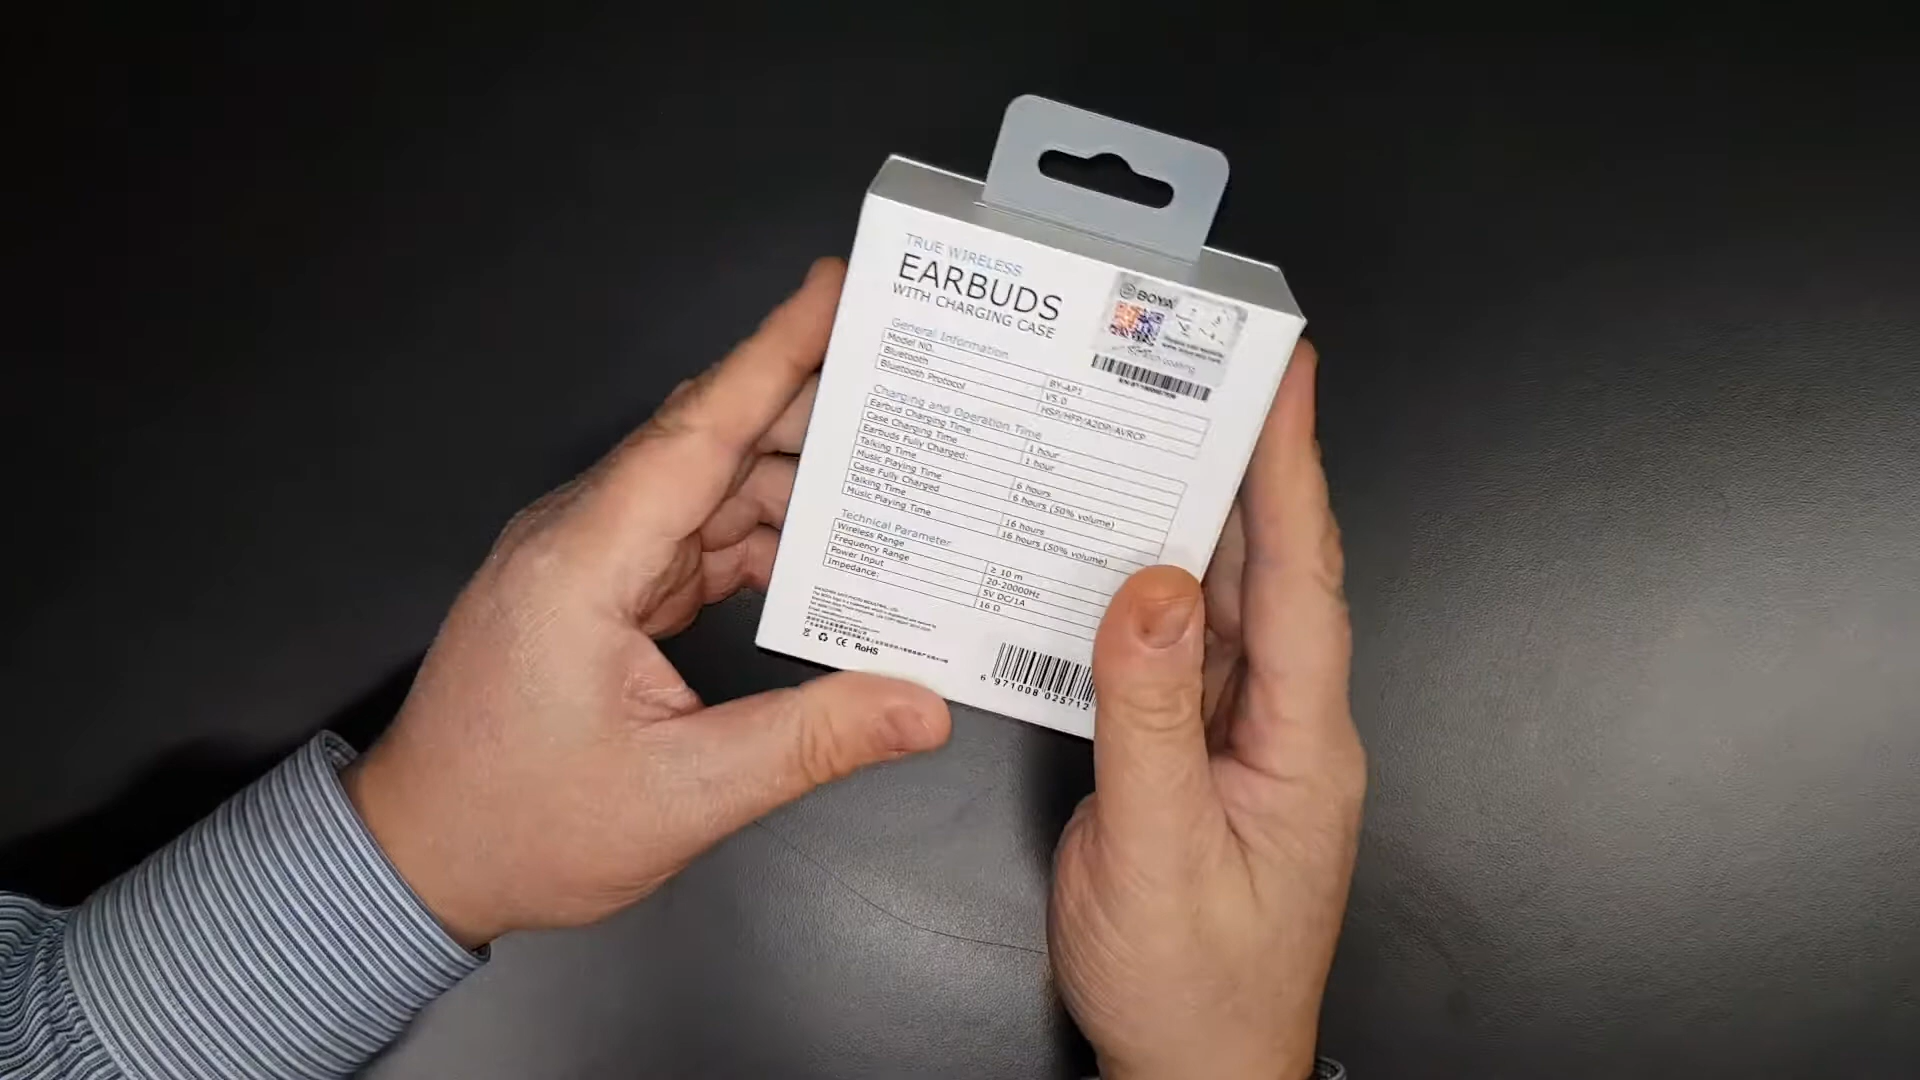 TRUE WIRELESS
EARBUDS
WITH CHARGING CASE
BOYA
General Information
Model NO. BY-AP1
Bluetooth V5.0
Bluetooth Protocol HSP/HFP/A2DP/AVRCP
Charging and Operation Time
Earbud Charging Time 1 hour
Case Charging Time 1 hour
Earbuds Fully Charged:
Talking Time 6 hours
Music Playing Time 6 hours (50% volume)
Case Fully Charged
Talking Time 16 hours
Music Playing Time 16 hours (50% volume)
Technical Parameter
Wireless Range ≥ 10 m
Frequency Range 20-20000Hz
Power Input 5V DC/1A
Impedance: 16 Ω
CE RoHS
6 971008 025712